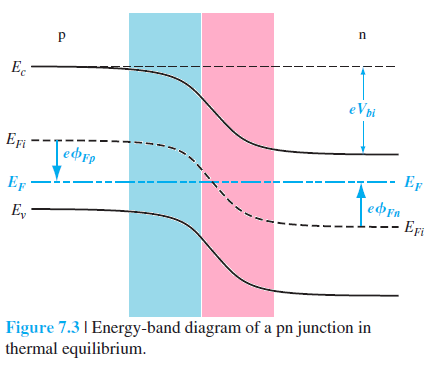 p n
E_c
eV_bi
E_Fi
eϕ_Fp
E_F E_F
E_v
eϕ_Fn
E_Fi
Figure 7.3 | Energy-band diagram of a pn junction in
thermal equilibrium.